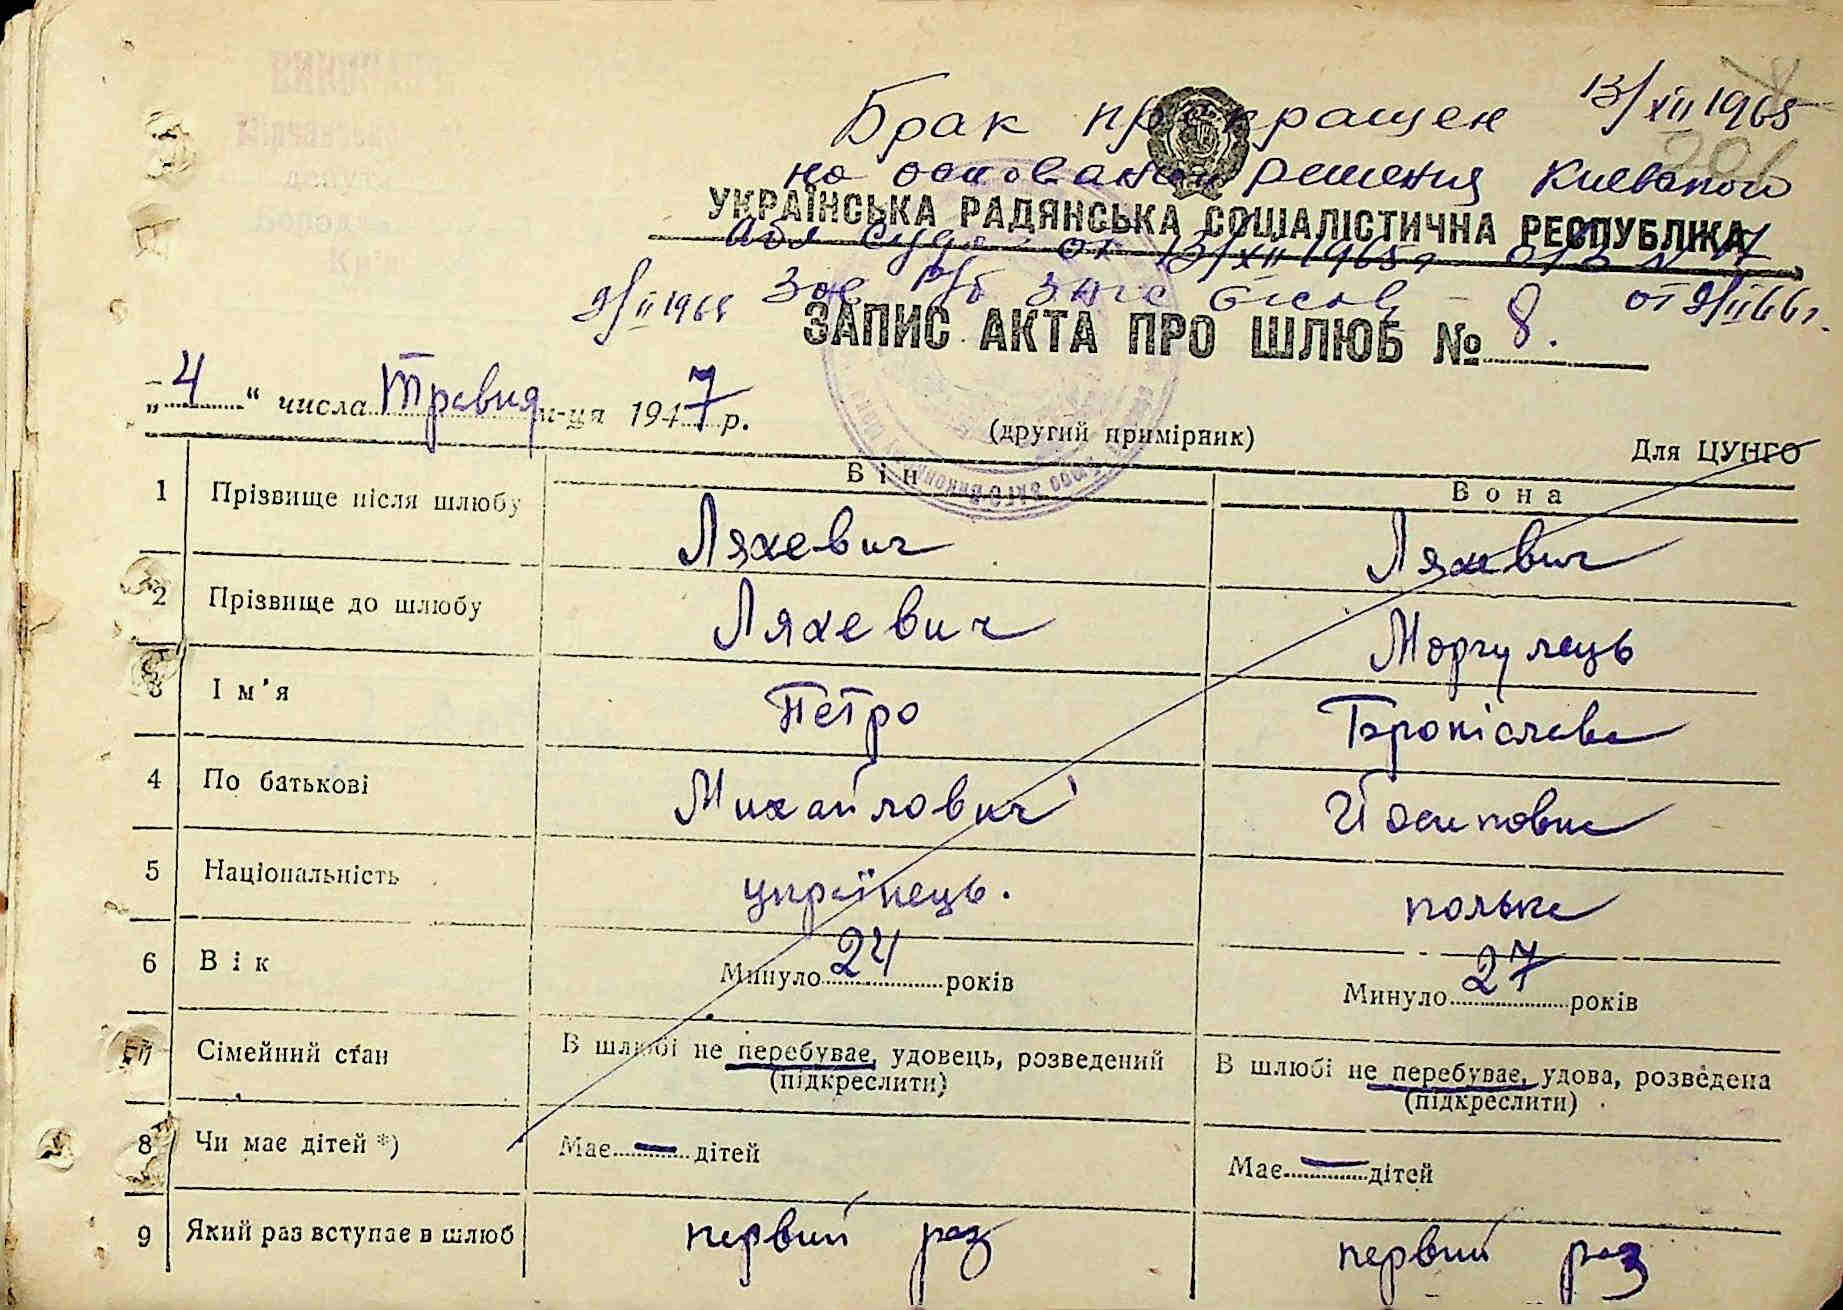 Брак прекращен 13/XII 1965
на основании решения Киевского
УКРАЇНСЬКА РАДЯНСЬКА СОЦІАЛІСТИЧНА РЕСПУБЛІКА
обл суда от 13/XII 1965
9/II 1966 от 9/II 66 г.
ЗАПИС АКТА ПРО ШЛЮБ № 8.
„4“ числа Травня м-ця 1947 р.
(другий примірник)
Для ЦУНГО
Він Вона
1 Прізвище після шлюбу Ляхевич Ляхевич
2 Прізвище до шлюбу Ляхевич Моргулець
3 Ім'я Петро Броніслава
4 По батькові Михайлович Йосиповна
5 Національність українець. полька
6 Вік Минуло 24 років Минуло 27 років
7 Сімейний стан В шлюбі не перебуває, удовець, розведений В шлюбі не перебуває, удова, розведена
(підкреслити) (підкреслити)
8 Чи має дітей *) Має — дітей Має — дітей
9 Який раз вступає в шлюб первий раз первий раз